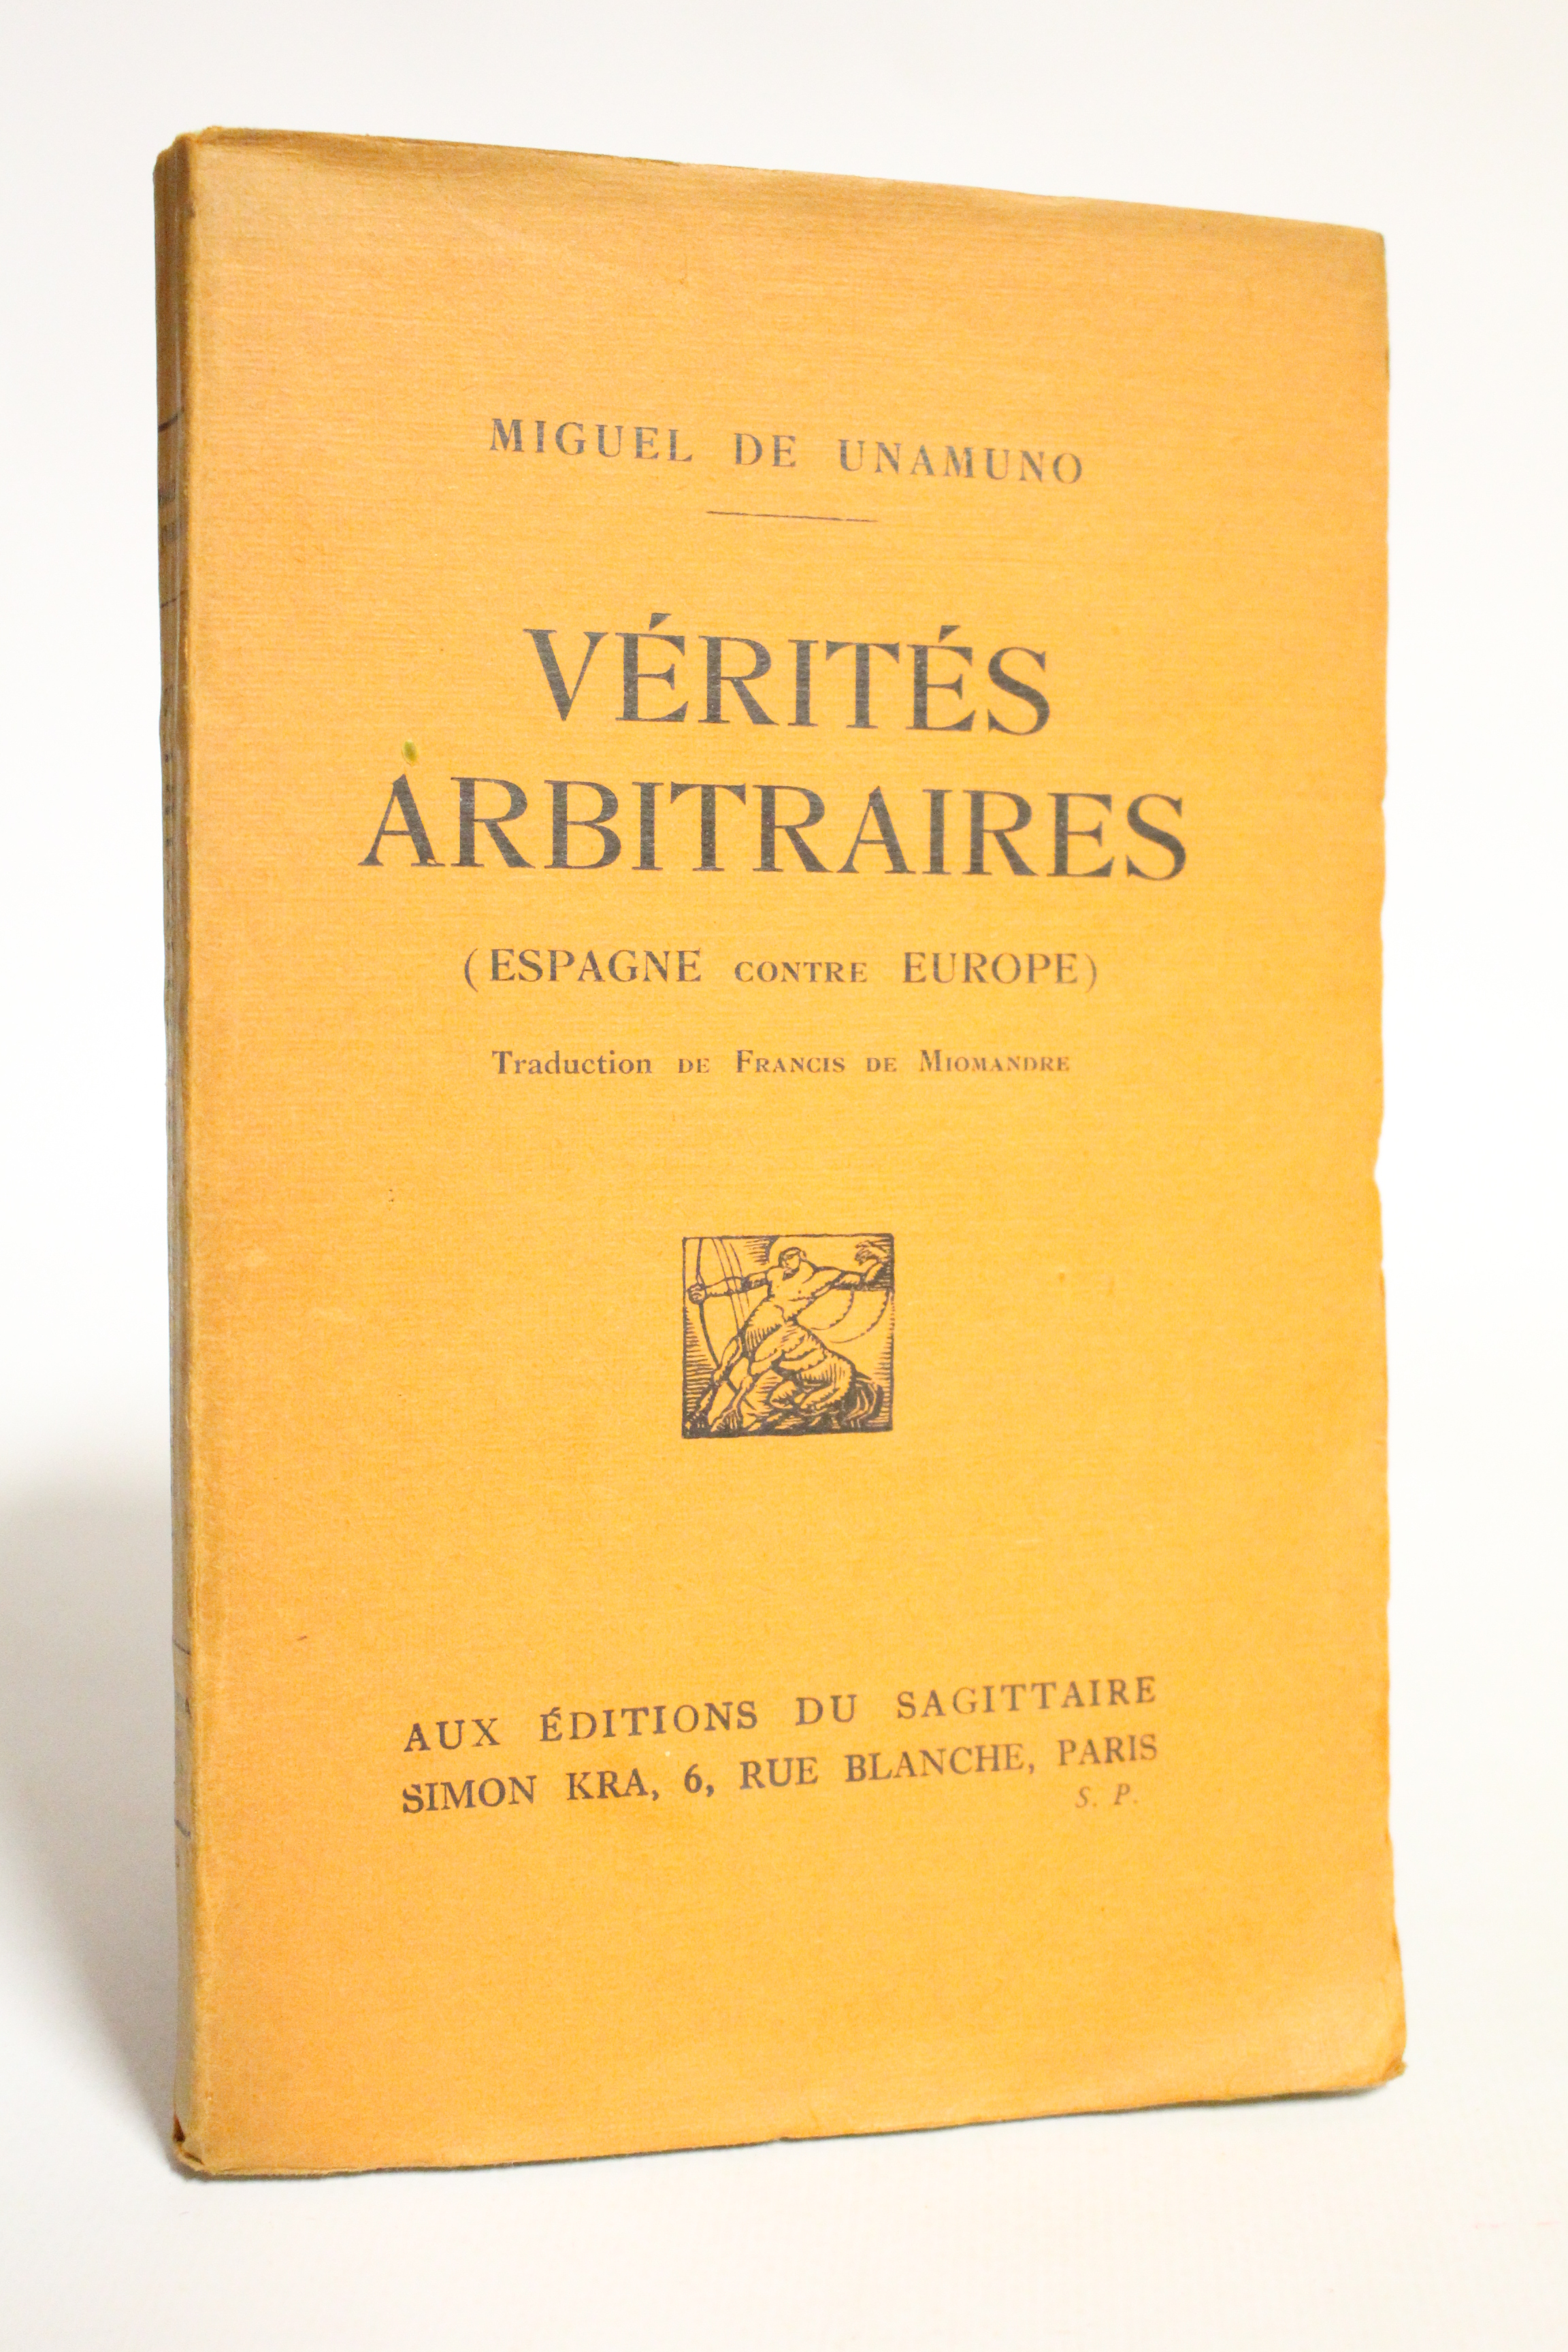 MIGUEL DE UNAMUNO
VÉRITÉS
ARBITRAIRES
(ESPAGNE CONTRE EUROPE)
Traduction DE FRANCIS DE MIOMANDRE
AUX ÉDITIONS DU SAGITTAIRE
SIMON KRA, 6, RUE BLANCHE, PARIS
S. P.